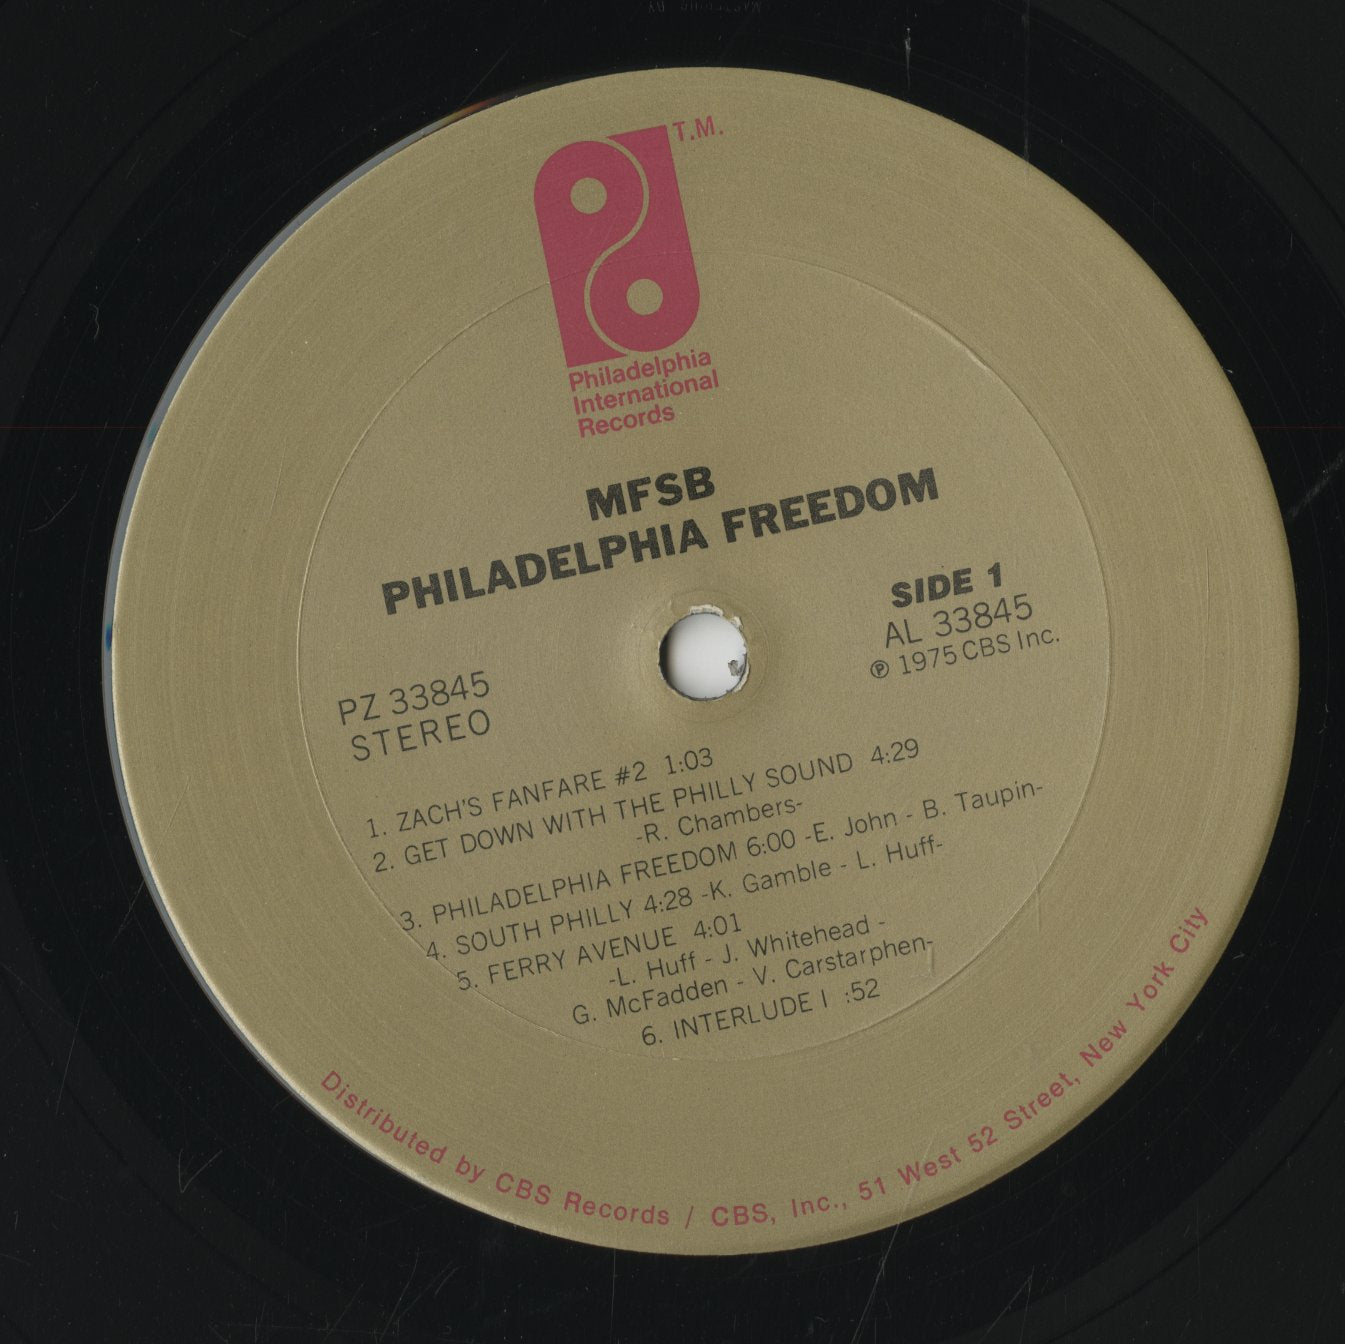 T.M.
Philadelphia
International
Records
MFSB
PHILADELPHIA FREEDOM
SIDE 1
AL 33845
℗ 1975 CBS Inc.
PZ 33845
STEREO
1. ZACH'S FANFARE #2 1:03
2. GET DOWN WITH THE PHILLY SOUND 4:29
-R. Chambers-
3. PHILADELPHIA FREEDOM 6:00 -E. John - B. Taupin-
4. SOUTH PHILLY 4:28 -K. Gamble - L. Huff-
5. FERRY AVENUE 4:01
-L. Huff - J. Whitehead -
G. McFadden - V. Carstarphen-
6. INTERLUDE I :52
Distributed by CBS Records / CBS, Inc., 51 West 52 Street, New York City